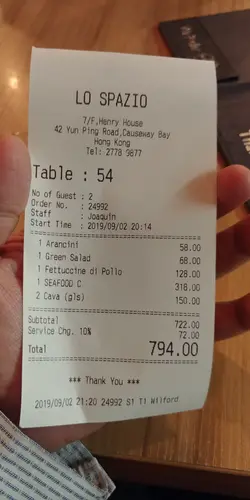 LO SPAZIO
7/F,Henry House
42 Yun Ping Road,Causeway Bay
Hong Kong
Tel: 2778 9877
Table : 54
No of Guest : 2
Order No. : 24992
Staff : Joaquin
Start Time : 2019/09/02 20:14
1 Arancini 58.00
1 Green Salad 68.00
1 Fettuccine di Pollo 128.00
1 SEAFOOD C 318.00
2 Cava (gls) 150.00
Subtotal 722.00
Service Chg. 10% 72.00
Total 794.00
*** Thank You ***
2019/09/02 21:20 24992 S1 T1 Wilford